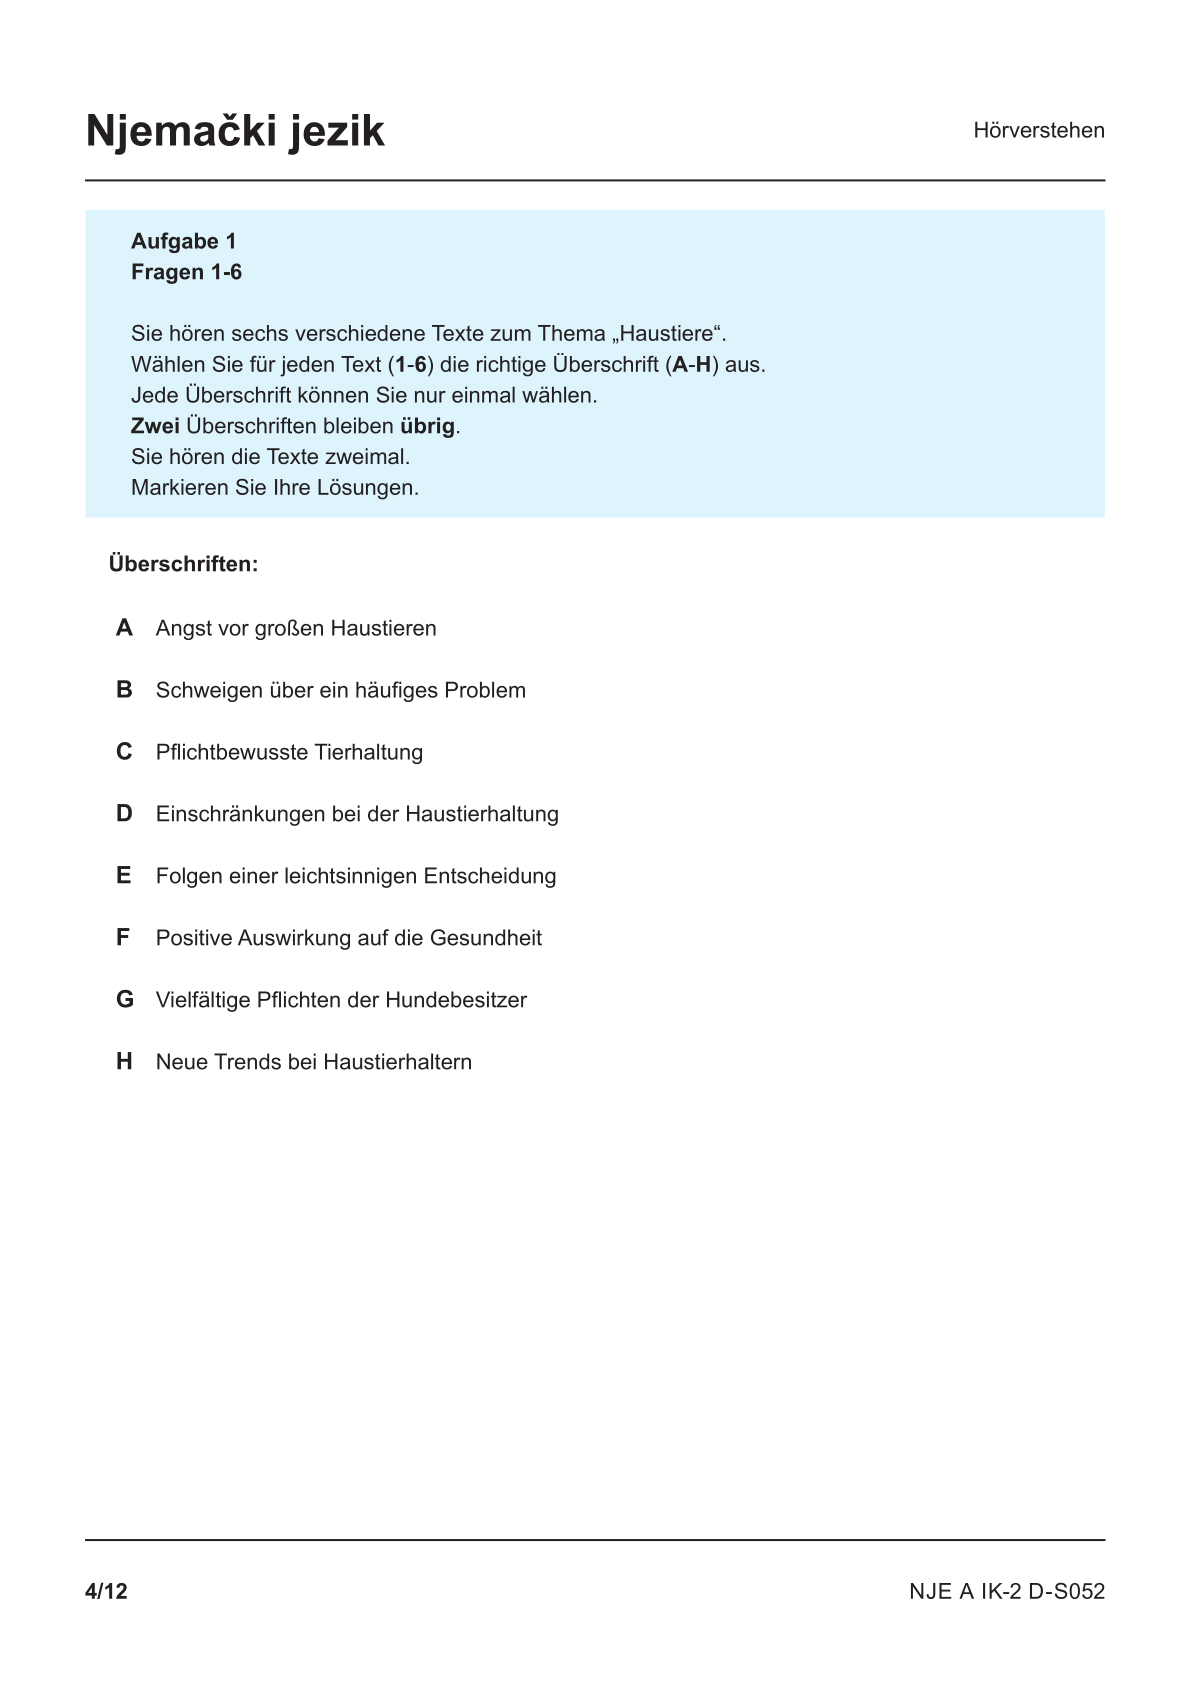 Njemački jezik
Hörverstehen
Aufgabe 1
Fragen 1-6
Sie hören sechs verschiedene Texte zum Thema „Haustiere“.
Wählen Sie für jeden Text (1-6) die richtige Überschrift (A-H) aus.
Jede Überschrift können Sie nur einmal wählen.
Zwei Überschriften bleiben übrig.
Sie hören die Texte zweimal.
Markieren Sie Ihre Lösungen.
Überschriften:
A Angst vor großen Haustieren
B Schweigen über ein häufiges Problem
C Pflichtbewusste Tierhaltung
D Einschränkungen bei der Haustierhaltung
E Folgen einer leichtsinnigen Entscheidung
F Positive Auswirkung auf die Gesundheit
G Vielfältige Pflichten der Hundebesitzer
H Neue Trends bei Haustierhaltern
4/12
NJE A IK-2 D-S052